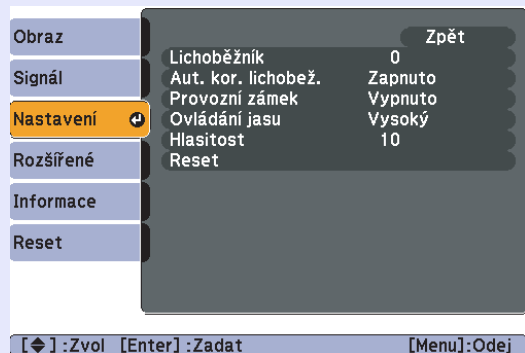 Obraz
Signál
Nastavení
Rozšířené
Informace
Reset
Zpět
Lichoběžník 0
Aut. kor. lichobež. Zapnuto
Provozní zámek Vypnuto
Ovládání jasu Vysoký
Hlasitost 10
Reset
[◆] :Zvol [Enter] :Zadat [Menu]:Odej